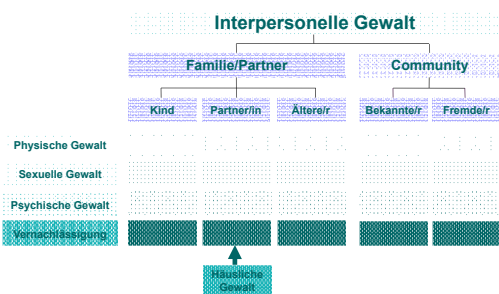 Interpersonelle Gewalt
Familie/Partner
Community
Kind
Partner/in
Ältere/r
Bekannte/r
Fremde/r
Physische Gewalt
Sexuelle Gewalt
Psychische Gewalt
Vernachlässigung
Häusliche
Gewalt